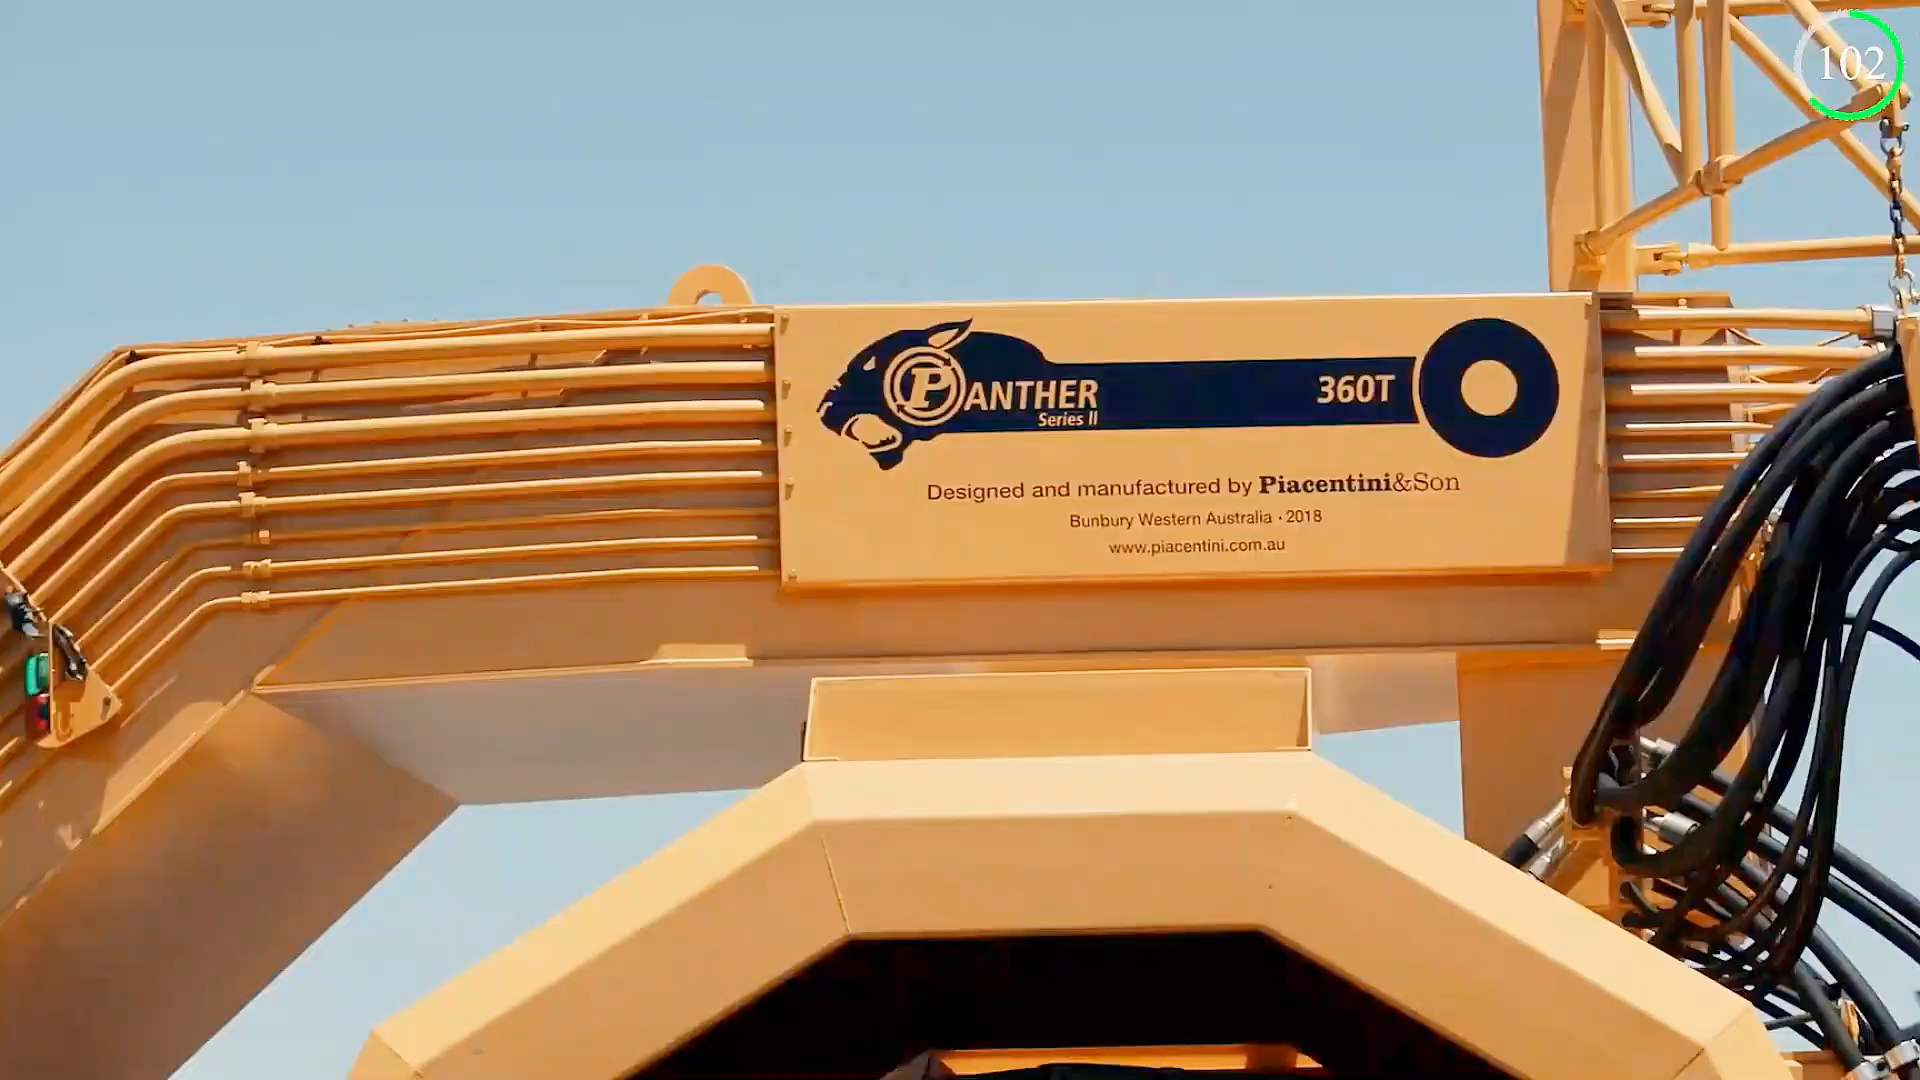 102
PANTHER
Series II
360T
Designed and manufactured by Piacentini&Son
Bunbury Western Australia • 2018
www.piacentini.com.au